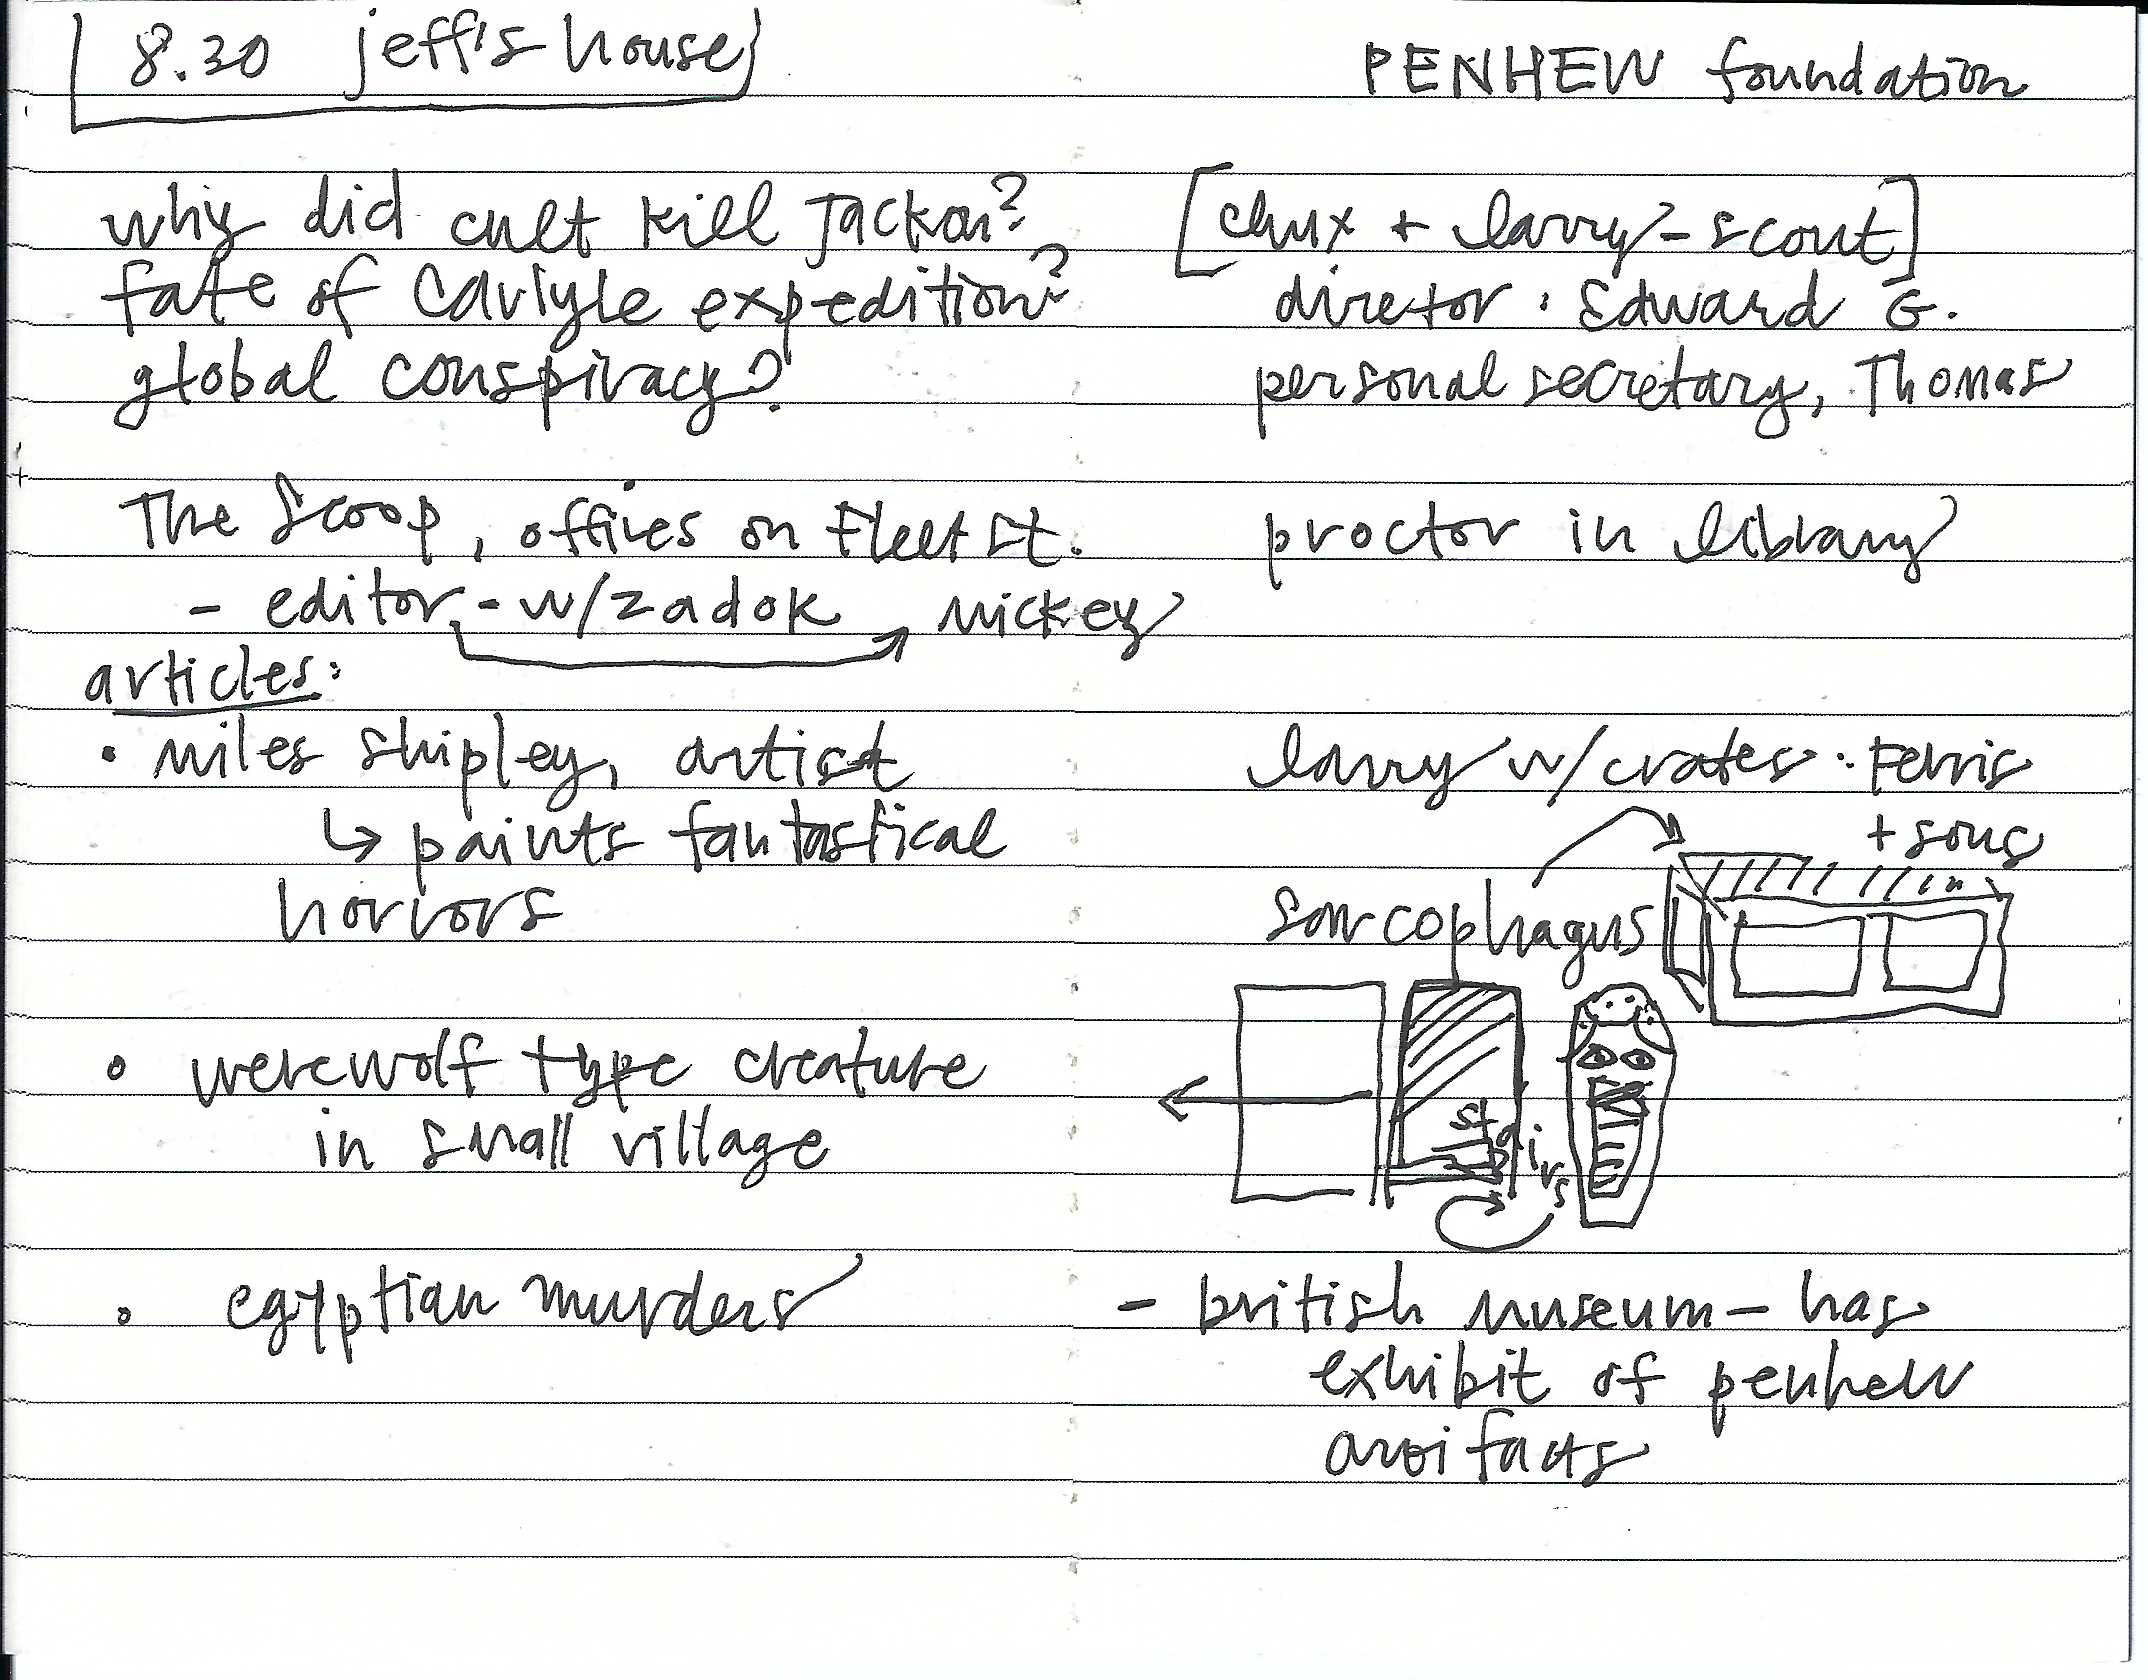 8.30 jeff's house
why did cult kill Jackon?
fate of Carlyle expedition?
global conspiracy?
The Scoop, offices on Fleet St.
- editor - w/zadok mickey
articles:
• miles shipley, artist
↳ paints fantastical
horrors
• werewolf type creature
in small village
• egyptian murders
PENHEW foundation
[chux + larry - scout]
director: Edward G.
personal secretary, Thomas
proctor in library
larry w/crates: Ferris
+ sons
sarcophagus
stairs
- british museum - has
exhibit of penhew
artifacts